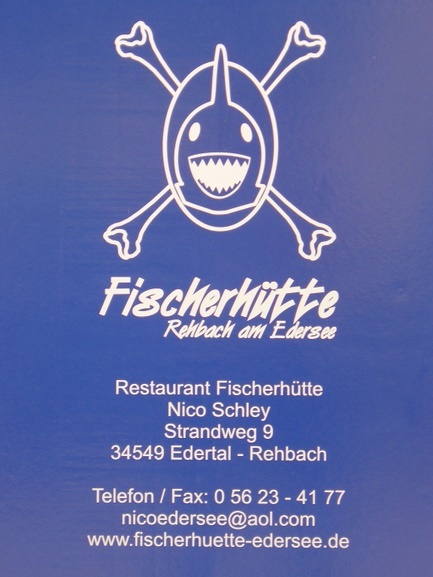 Fischerhütte
Rehbach am Edersee
Restaurant Fischerhütte
Nico Schley
Strandweg 9
34549 Edertal - Rehbach
Telefon / Fax: 0 56 23 - 41 77
nicoedersee@aol.com
www.fischerhuette-edersee.de